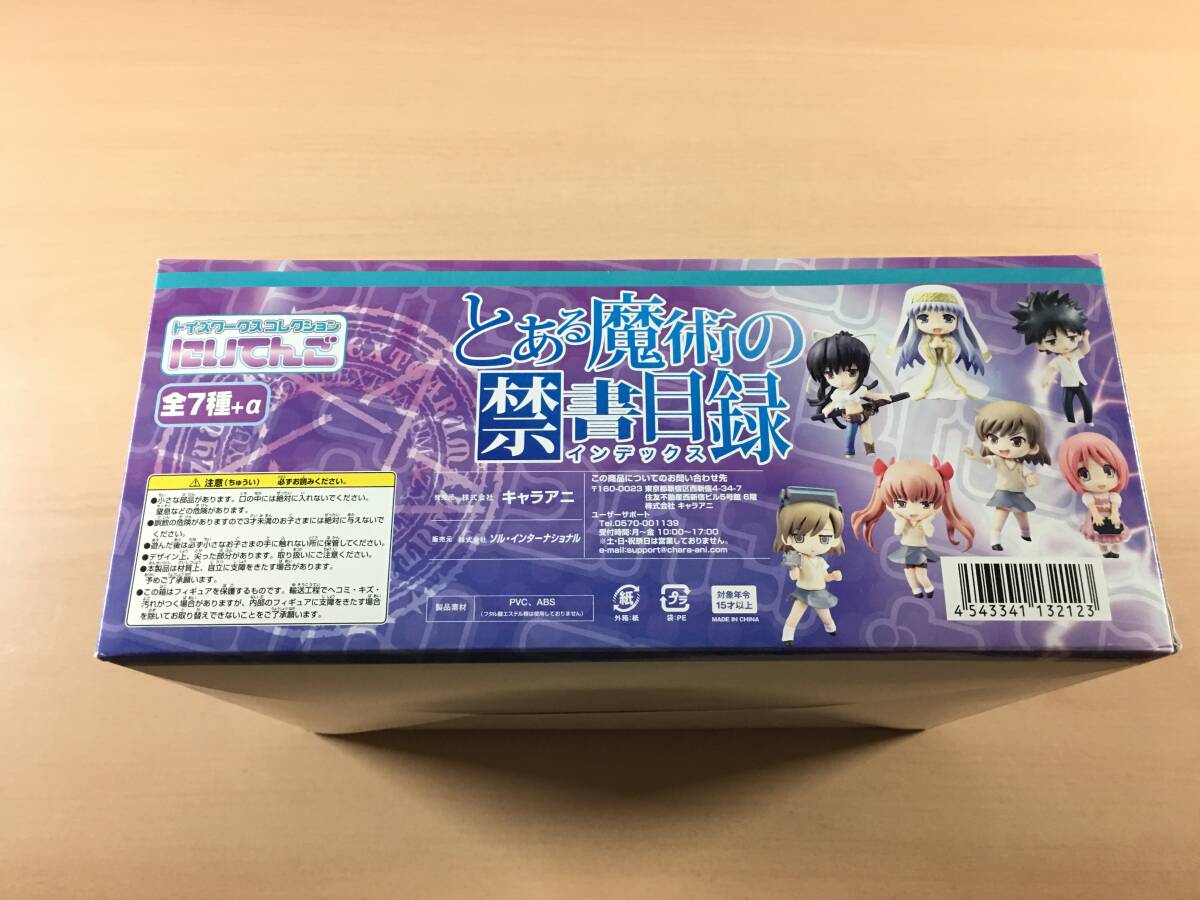 トイズワークスコレクション
にいてんご
全7種+α
とある魔術の
禁書目録
インデックス
注意(ちゅうい) 必ずお読みください。
●小さな部品があります。口の中には絶対に入れないでください。
窒息などの危険があります。
●誤飲の危険がありますので3才未満のお子さまには絶対に与えないで
ください。
●遊んだ後は必ず小さなお子さまの手に触れない所に保管してください。
●デザイン上、尖った部分があります。取り扱いにご注意ください。
●本製品は材質上、自立に支障をきたす場合があります。
予めご了承願います。
●この箱はフィギュアを保護するものです。輸送工程でヘコミ・キズ・
汚れがつく場合がありますが、内部のフィギュアに支障をきたす場合
を除いてお取り替えできないことをご了承願います。
発売元 株式会社 キャラアニ
販売元 株式会社 ソル・インターナショナル
製品素材 PVC、ABS
(フタル酸エステル類は使用しておりません)
この商品についてのお問い合わせ先
〒160-0023 東京都新宿区西新宿4-34-7
住友不動産西新宿ビル5号館 6階
株式会社 キャラアニ
ユーザーサポート
Tel.0570-001139
受付時間:月~金 10:00~17:00
※土・日・祝祭日は営業しておりません。
e-mail:support@chara-ani.com
紙
外箱:紙
プラ
袋:PE
対象年令
15才以上
MADE IN CHINA
4543341132123